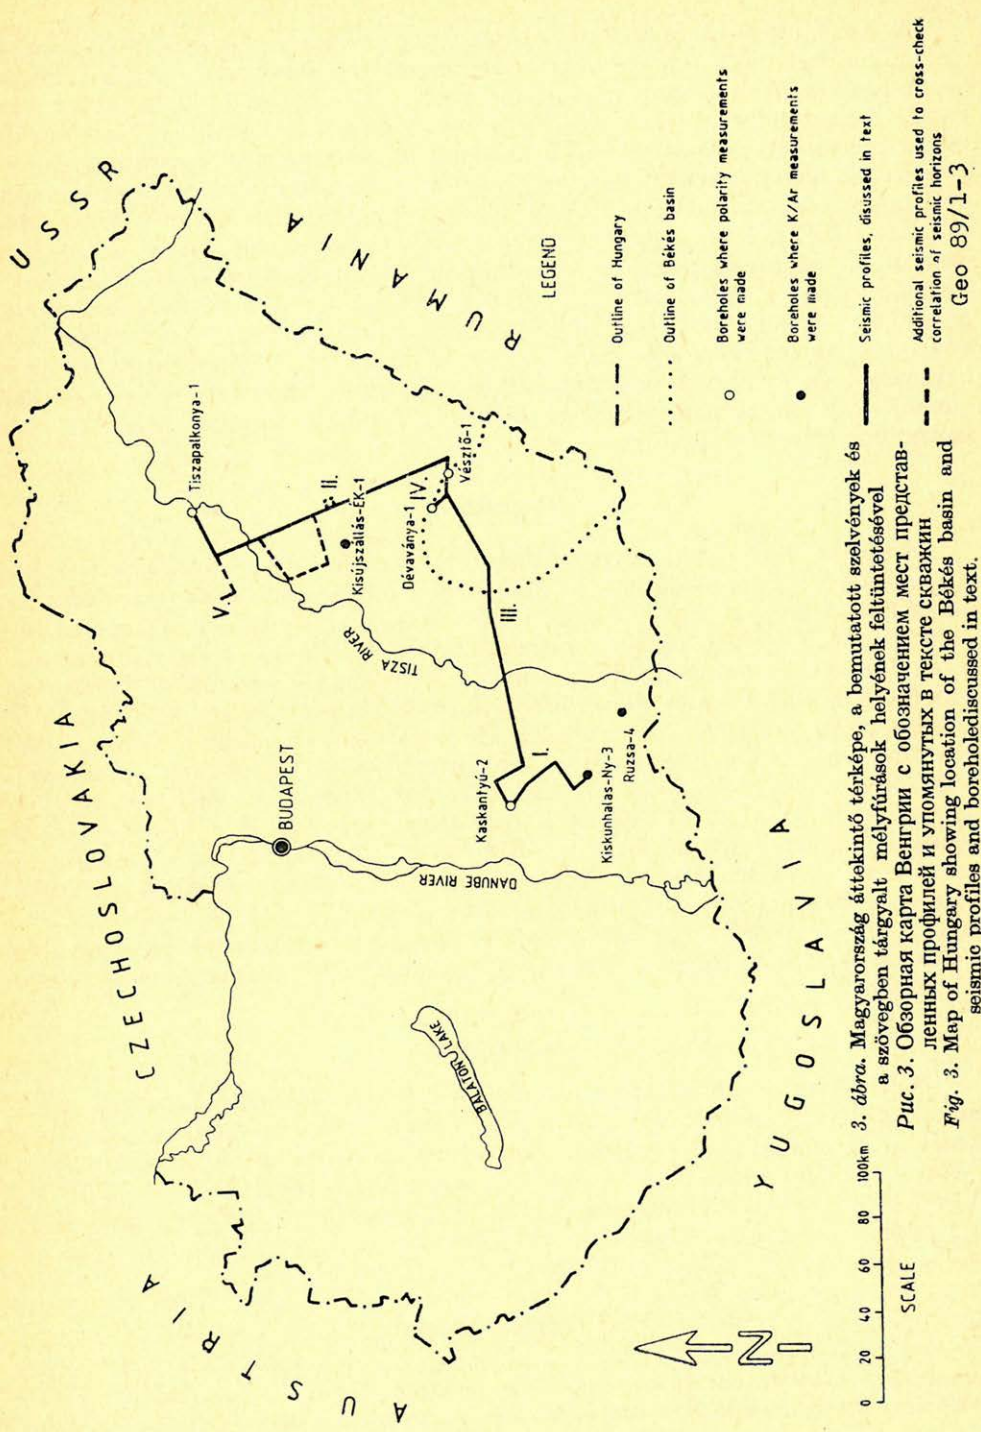 CZECHOSLOVAKIA
USSR
AUSTRIA
RUMANIA
YUGOSLAVIA
BUDAPEST
DANUBE RIVER
BALATON LAKE
TISZA
RIVER
Tiszapalkonya-1
V.
II.
Kisújszállás-EK-1
Dévaványa-1
IV.
Vésztő-1
III.
Kaskantyú-2
I.
Kiskunhalas-Ny-3
Ruzsa-4
N
0 20 40 60 80 100km
SCALE
LEGEND
Outline of Hungary
Outline of Békés basin
Boreholes where polarity measurements
were made
Boreholes where K/Ar measurements
were made
Seismic profiles, disussed in text
Additional seismic profiles used to cross-check
correlation of seismic horizons
Geo 89/1-3
3. ábra. Magyarország áttekintő térképe, a bemutatott szelvények és
a szövegben tárgyalt mélyfúrások helyének feltüntetésével
Рис. 3. Обзорная карта Венгрии с обозначением мест представ-
ленных профилей и упомянутых в тексте скважин
Fig. 3. Map of Hungary showing location of the Békés basin and
seismic profiles and boreholediscussed in text.